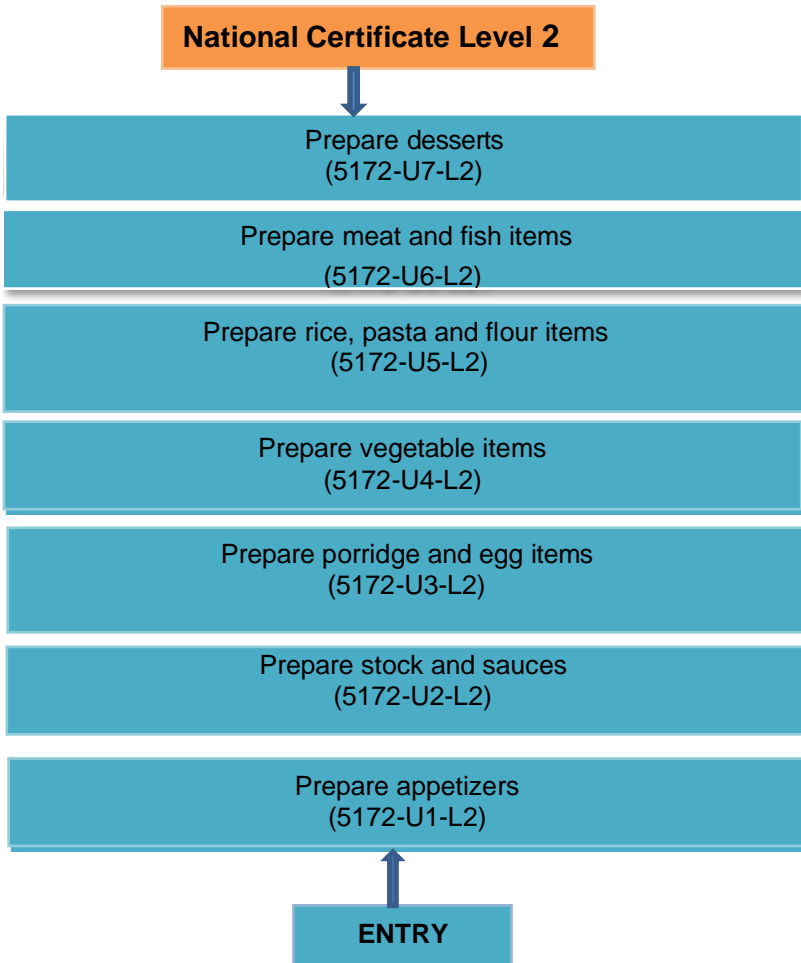 National Certificate Level 2
Prepare desserts
(5172-U7-L2)
Prepare meat and fish items
(5172-U6-L2)
Prepare rice, pasta and flour items
(5172-U5-L2)
Prepare vegetable items
(5172-U4-L2)
Prepare porridge and egg items
(5172-U3-L2)
Prepare stock and sauces
(5172-U2-L2)
Prepare appetizers
(5172-U1-L2)
ENTRY